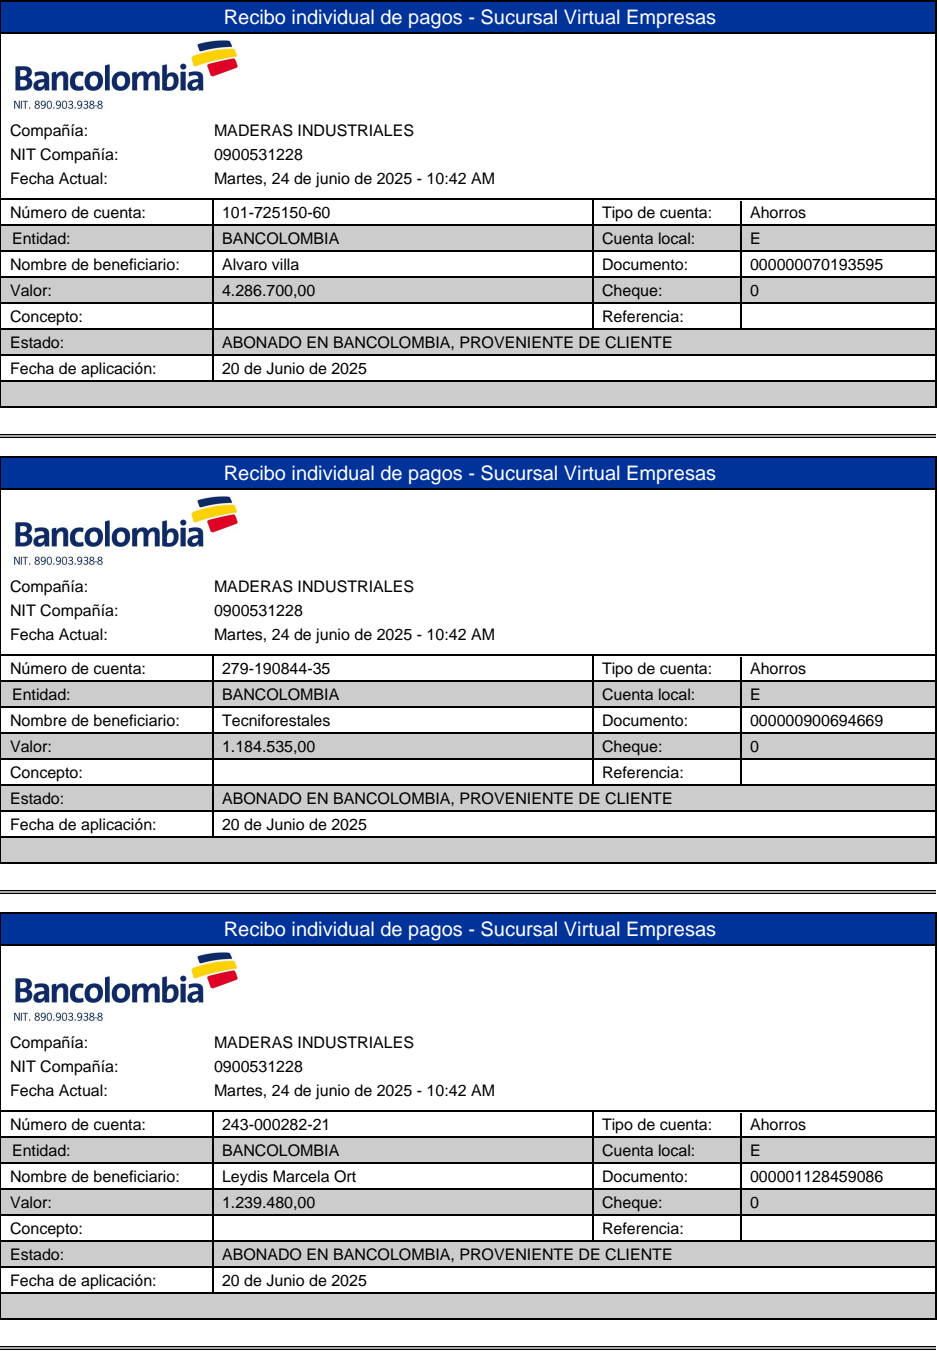 Recibo individual de pagos - Sucursal Virtual Empresas
Bancolombia
NIT. 890.903.938-8
Compañía: MADERAS INDUSTRIALES
NIT Compañía: 0900531228
Fecha Actual: Martes, 24 de junio de 2025 - 10:42 AM
Número de cuenta: 101-725150-60 Tipo de cuenta: Ahorros
Entidad: BANCOLOMBIA Cuenta local: E
Nombre de beneficiario: Alvaro villa Documento: 000000070193595
Valor: 4.286.700,00 Cheque: 0
Concepto: Referencia:
Estado: ABONADO EN BANCOLOMBIA, PROVENIENTE DE CLIENTE
Fecha de aplicación: 20 de Junio de 2025
Recibo individual de pagos - Sucursal Virtual Empresas
Bancolombia
NIT. 890.903.938-8
Compañía: MADERAS INDUSTRIALES
NIT Compañía: 0900531228
Fecha Actual: Martes, 24 de junio de 2025 - 10:42 AM
Número de cuenta: 279-190844-35 Tipo de cuenta: Ahorros
Entidad: BANCOLOMBIA Cuenta local: E
Nombre de beneficiario: Tecniforestales Documento: 000000900694669
Valor: 1.184.535,00 Cheque: 0
Concepto: Referencia:
Estado: ABONADO EN BANCOLOMBIA, PROVENIENTE DE CLIENTE
Fecha de aplicación: 20 de Junio de 2025
Recibo individual de pagos - Sucursal Virtual Empresas
Bancolombia
NIT. 890.903.938-8
Compañía: MADERAS INDUSTRIALES
NIT Compañía: 0900531228
Fecha Actual: Martes, 24 de junio de 2025 - 10:42 AM
Número de cuenta: 243-000282-21 Tipo de cuenta: Ahorros
Entidad: BANCOLOMBIA Cuenta local: E
Nombre de beneficiario: Leydis Marcela Ort Documento: 000001128459086
Valor: 1.239.480,00 Cheque: 0
Concepto: Referencia:
Estado: ABONADO EN BANCOLOMBIA, PROVENIENTE DE CLIENTE
Fecha de aplicación: 20 de Junio de 2025